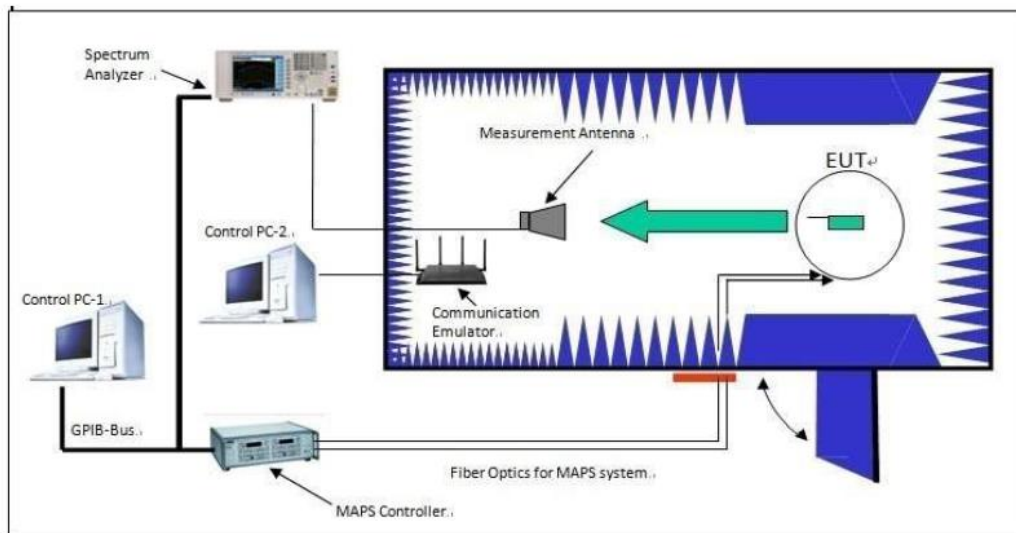 Spectrum
Analyzer
Measurement Antenna
EUT
Control PC-2
Control PC-1
Communication
Emulator
GPIB-Bus
Fiber Optics for MAPS system
MAPS Controller